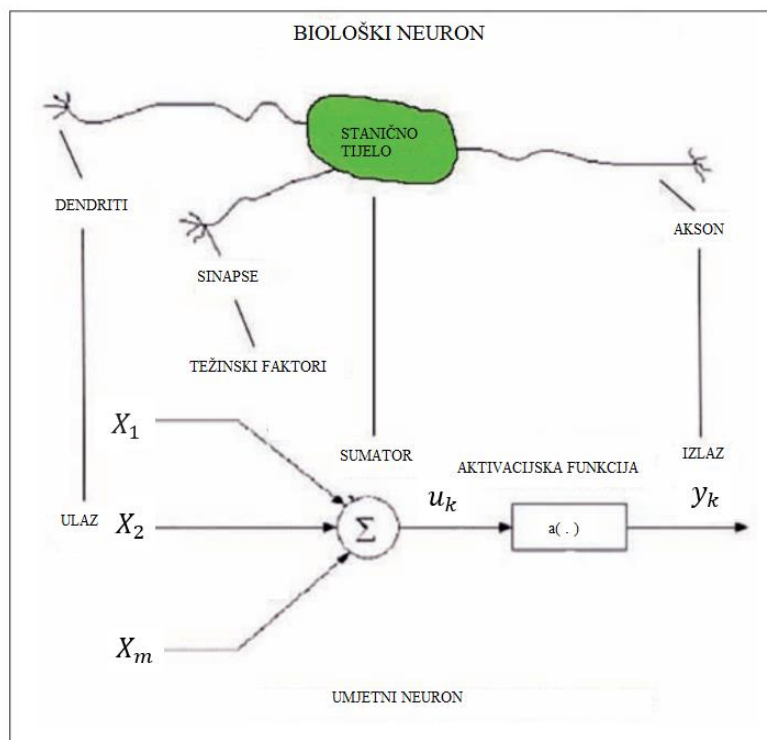 BIOLOŠKI NEURON
STANIČNO
TIJELO
DENDRITI
AKSON
SINAPSE
TEŽINSKI FAKTORI
X₁
SUMATOR
AKTIVACIJSKA FUNKCIJA
IZLAZ
ULAZ
X₂
Σ
uₖ
a( . )
yₖ
Xₘ
UMJETNI NEURON